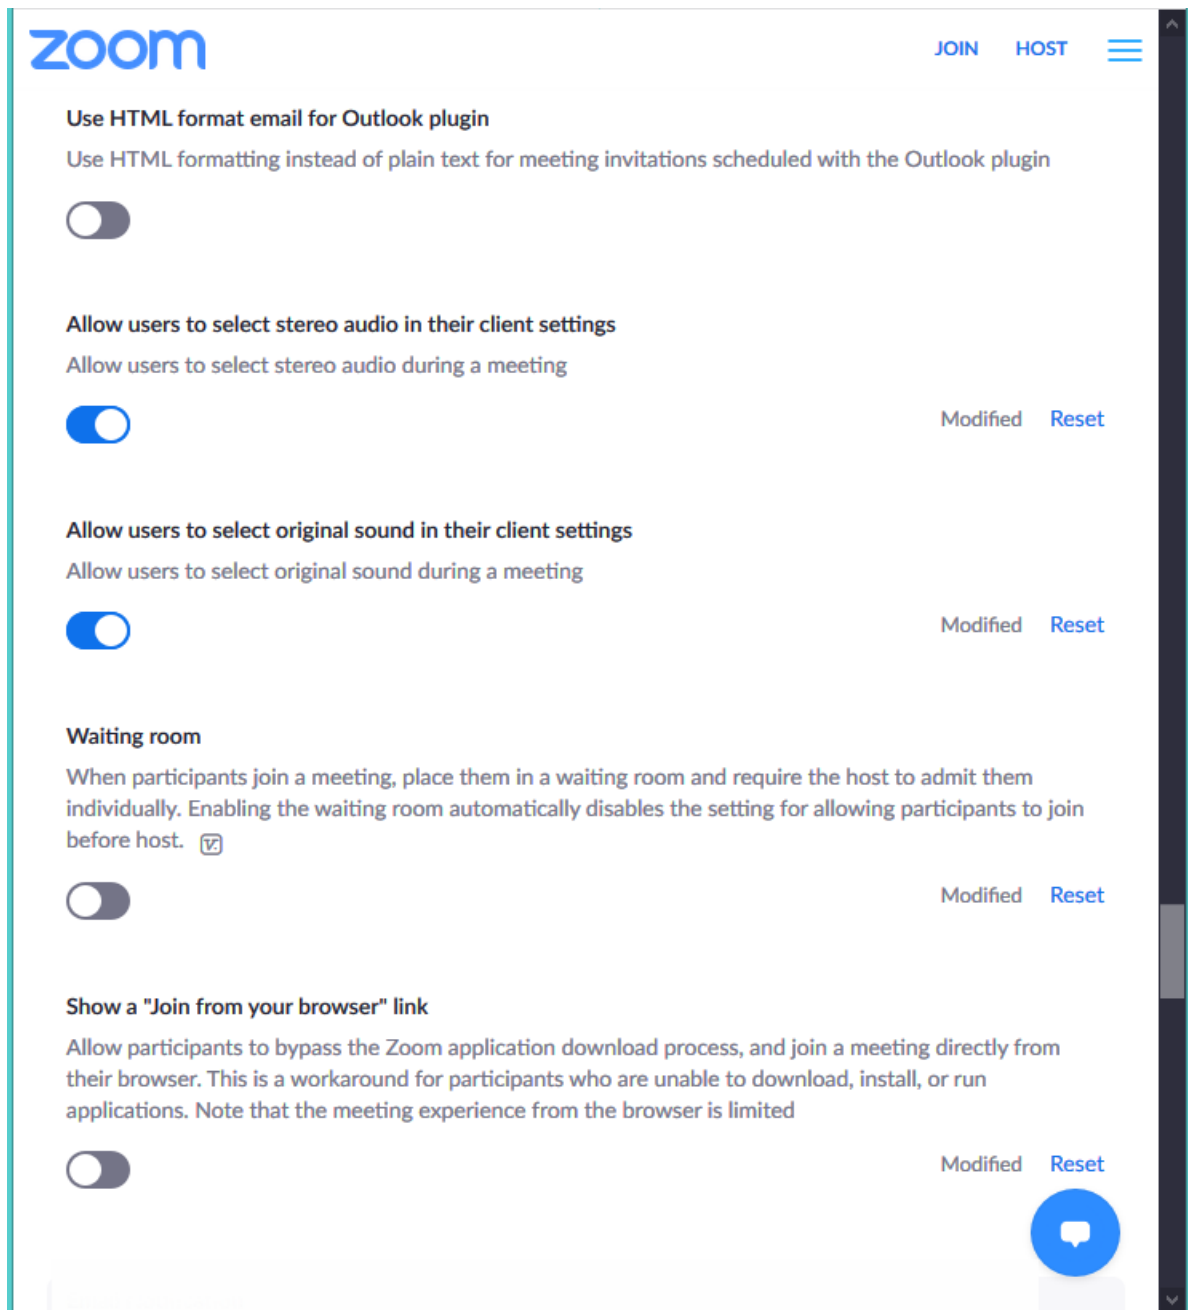 zoom
JOIN HOST
Use HTML format email for Outlook plugin
Use HTML formatting instead of plain text for meeting invitations scheduled with the Outlook plugin
Allow users to select stereo audio in their client settings
Allow users to select stereo audio during a meeting
Modified Reset
Allow users to select original sound in their client settings
Allow users to select original sound during a meeting
Modified Reset
Waiting room
When participants join a meeting, place them in a waiting room and require the host to admit them
individually. Enabling the waiting room automatically disables the setting for allowing participants to join
before host.
Modified Reset
Show a "Join from your browser" link
Allow participants to bypass the Zoom application download process, and join a meeting directly from
their browser. This is a workaround for participants who are unable to download, install, or run
applications. Note that the meeting experience from the browser is limited
Modified Reset